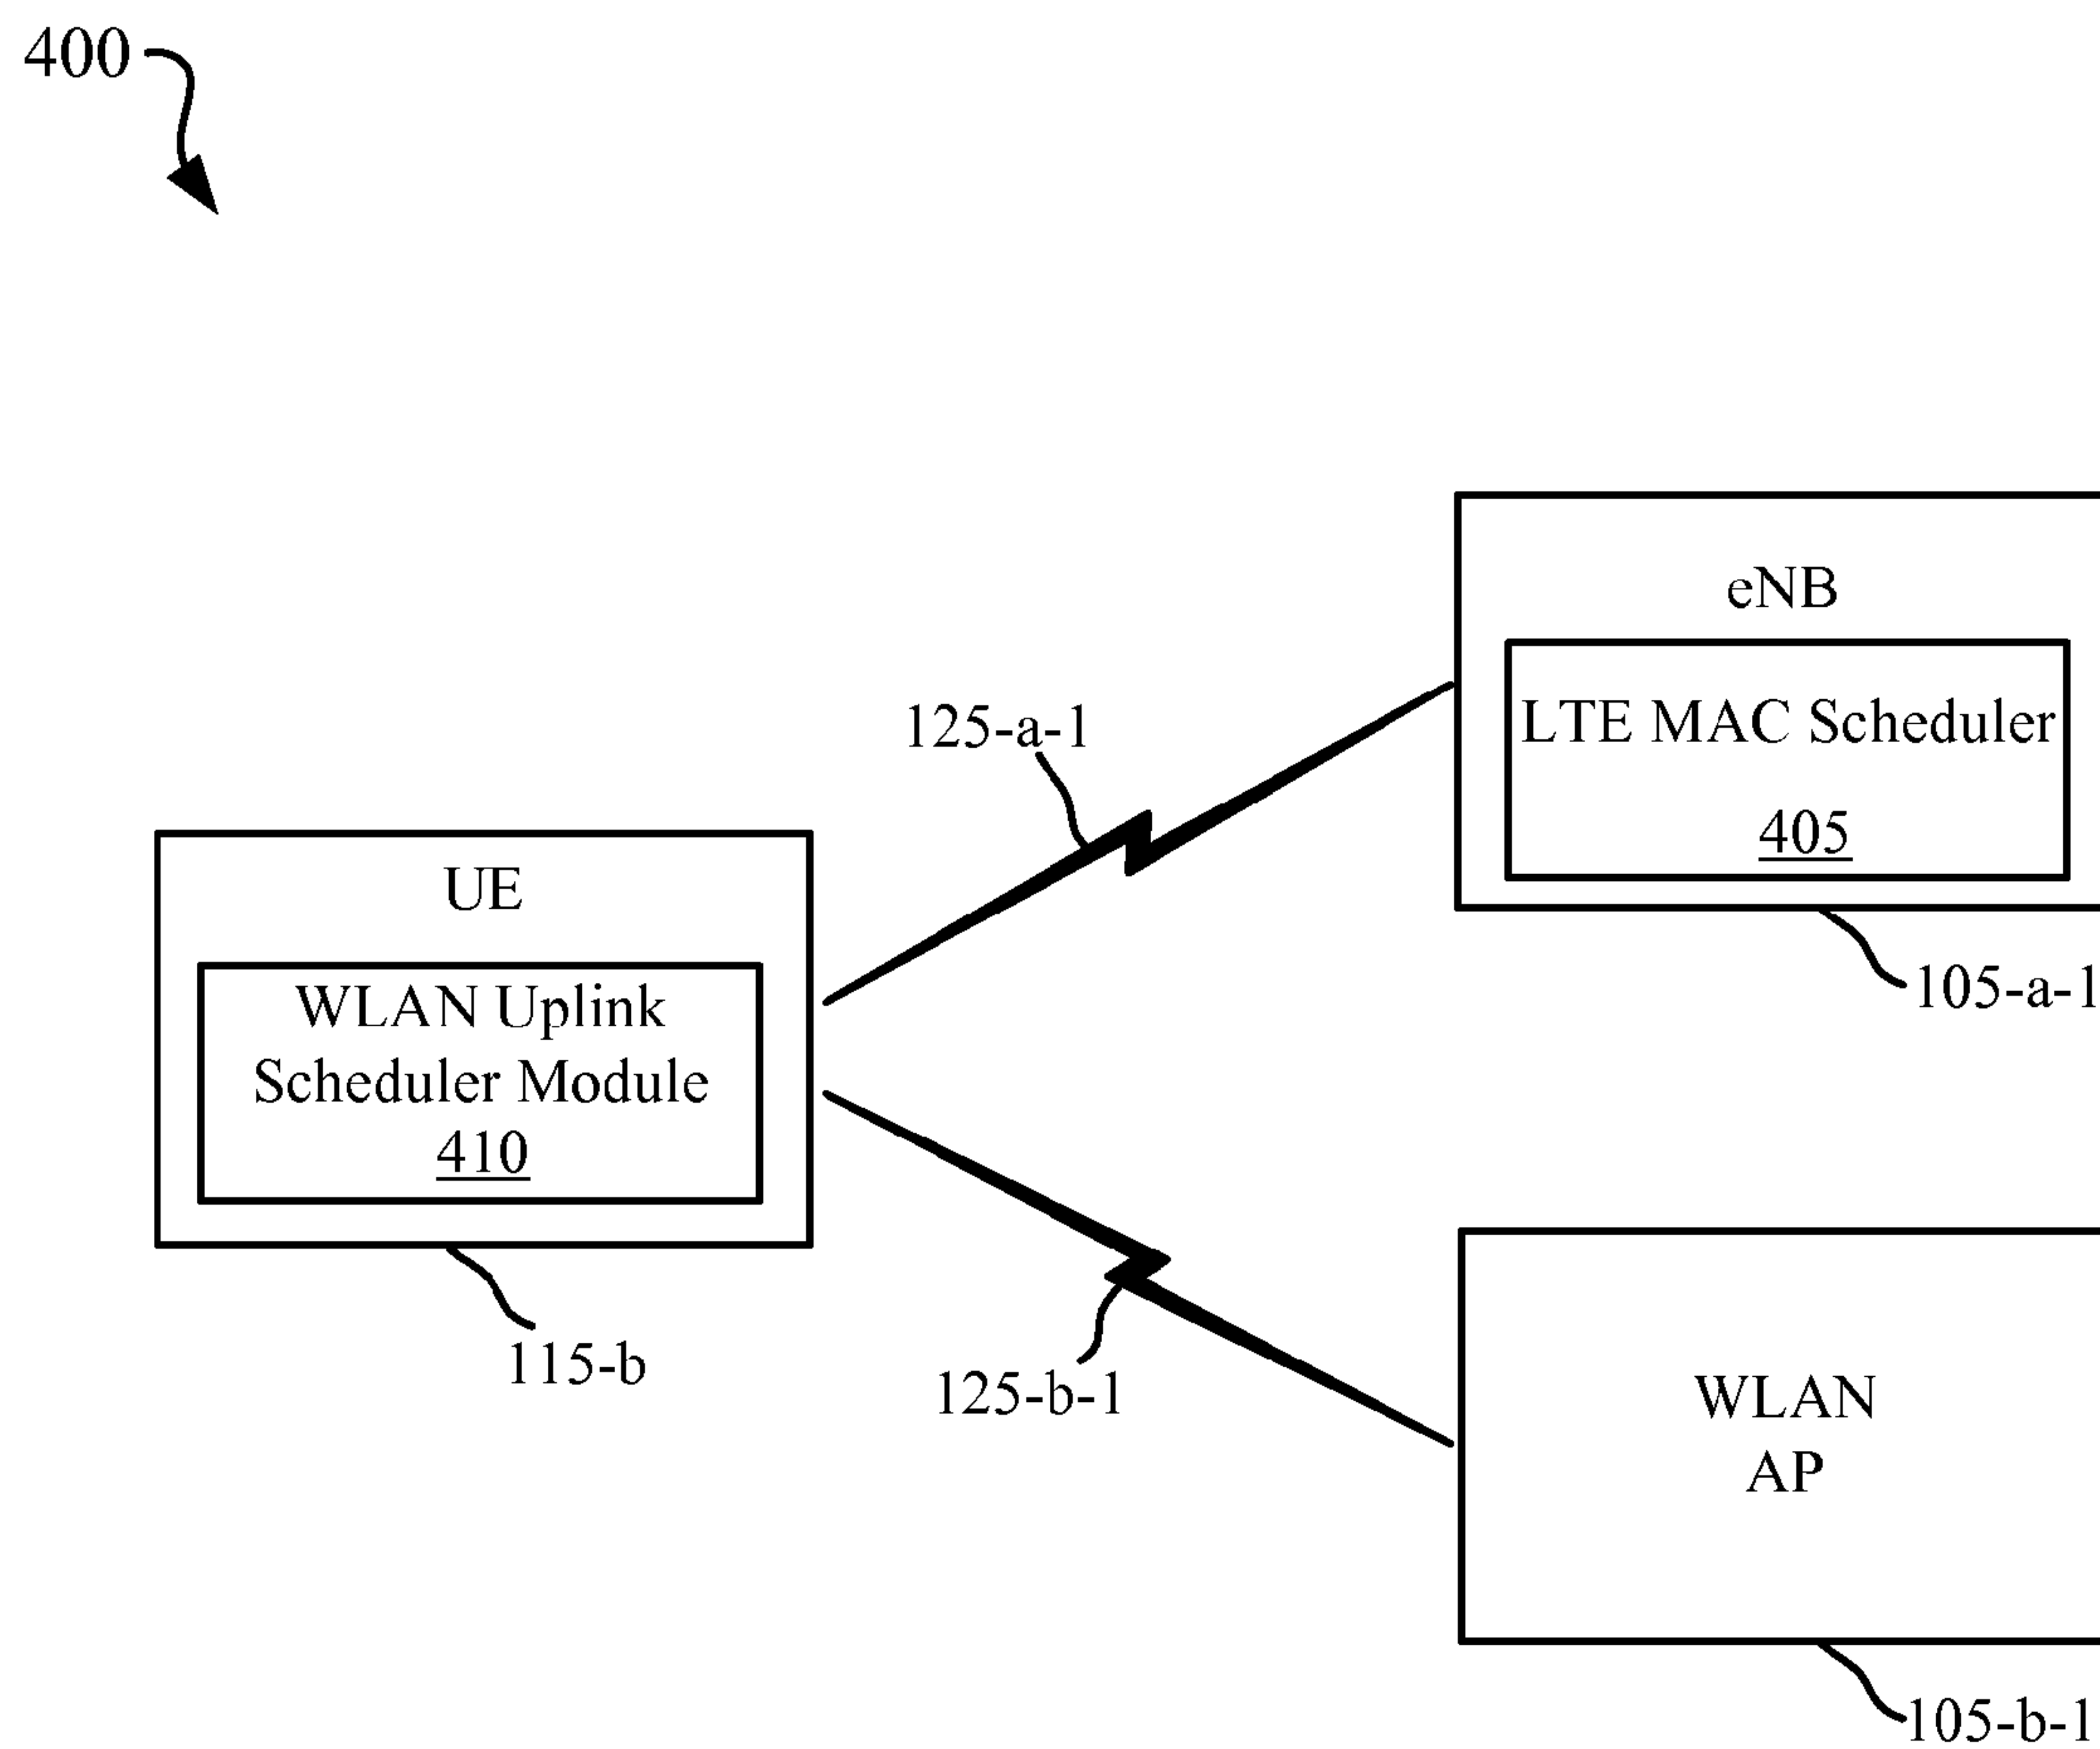 400
eNB
LTE MAC Scheduler
405
105-a-1
125-a-1
UE
WLAN Uplink
Scheduler Module
410
115-b
125-b-1
WLAN
AP
105-b-1